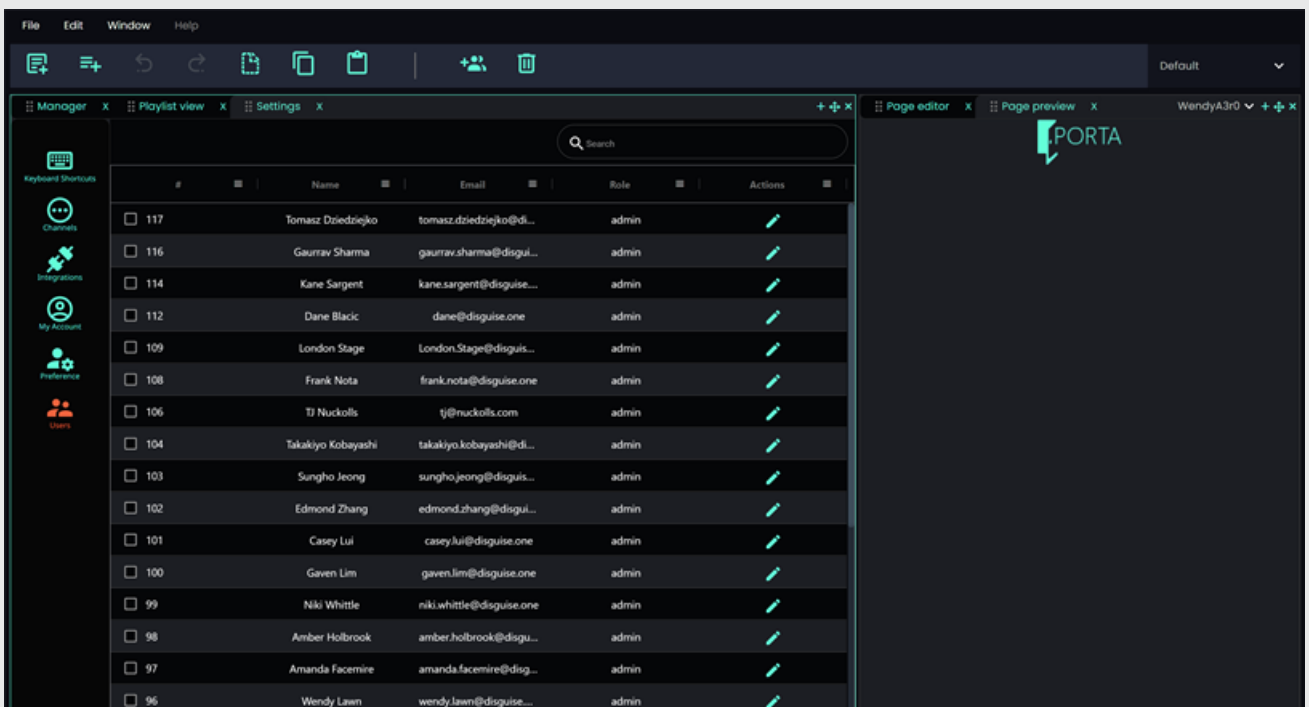 File Edit Window Help
Default
Manager x Playlist view x Settings x
Page editor x Page preview x WendyA3r0
PORTA
Search
Keyboard Shortcuts
Channels
Integrations
My Account
Preference
Users
# Name Email Role Actions
117 Tomasz Dziedziejko tomasz.dziedziejko@di... admin
116 Gaurrav Sharma gaurrav.sharma@disgui... admin
114 Kane Sargent kane.sargent@disguise.... admin
112 Dane Blacic dane@disguise.one admin
109 London Stage London.Stage@disguis... admin
108 Frank Nota frank.nota@disguise.one admin
106 TJ Nuckolls tj@nuckolls.com admin
104 Takakiyo Kobayashi takakiyo.kobayashi@di... admin
103 Sungho Jeong sungho.jeong@disguis... admin
102 Edmond Zhang edmond.zhang@disgui... admin
101 Casey Lui casey.lui@disguise.one admin
100 Gaven Lim gaven.lim@disguise.one admin
99 Niki Whittle niki.whittle@disguise.one admin
98 Amber Holbrook amber.holbrook@disgu... admin
97 Amanda Facemire amanda.facemire@disg... admin
96 Wendy Lawn wendy.lawn@disguise.... admin